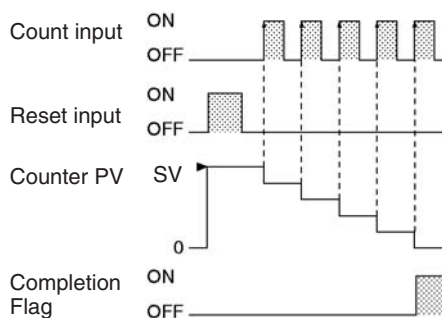 Count input
ON
OFF
Reset input
ON
OFF
Counter PV
SV
0
Completion
Flag
ON
OFF